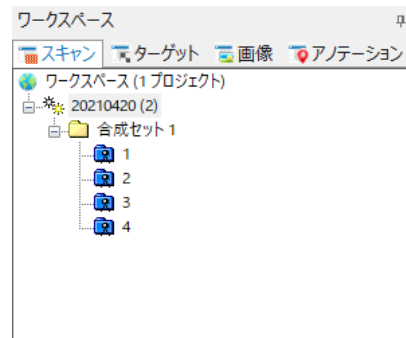 ワークスペース
スキャン ターゲット 画像 アノテーション
ワークスペース (1 プロジェクト)
20210420 (2)
合成セット 1
1
2
3
4